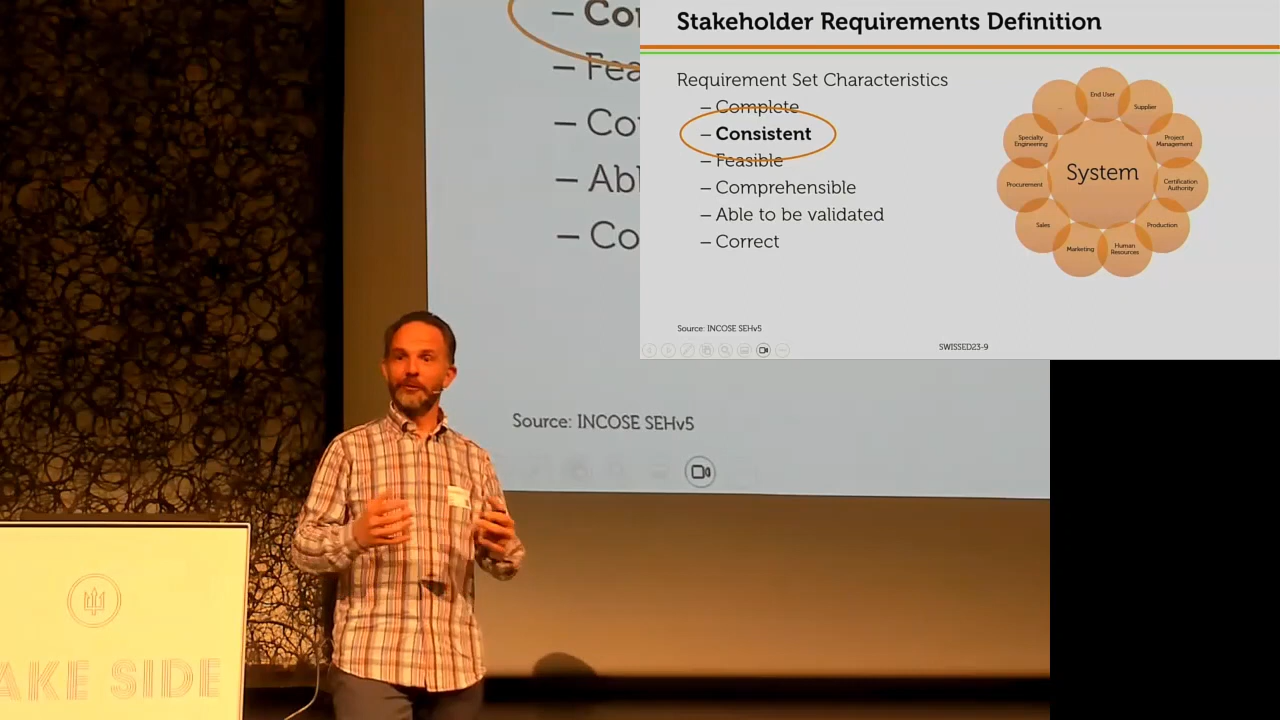 Stakeholder Requirements Definition
Requirement Set Characteristics
– Complete
– Consistent
– Feasible
– Comprehensible
– Able to be validated
– Correct
End User
Supplier
Project
Management
Certification
Authority
Production
Human
Resources
Marketing
Sales
Procurement
Specialty
Engineering
System
Source: INCOSE SEHv5
SWISSED23-9
– Co
– Fea
– Co
– Abl
– Co
Source: INCOSE SEHv5
AKE SIDE